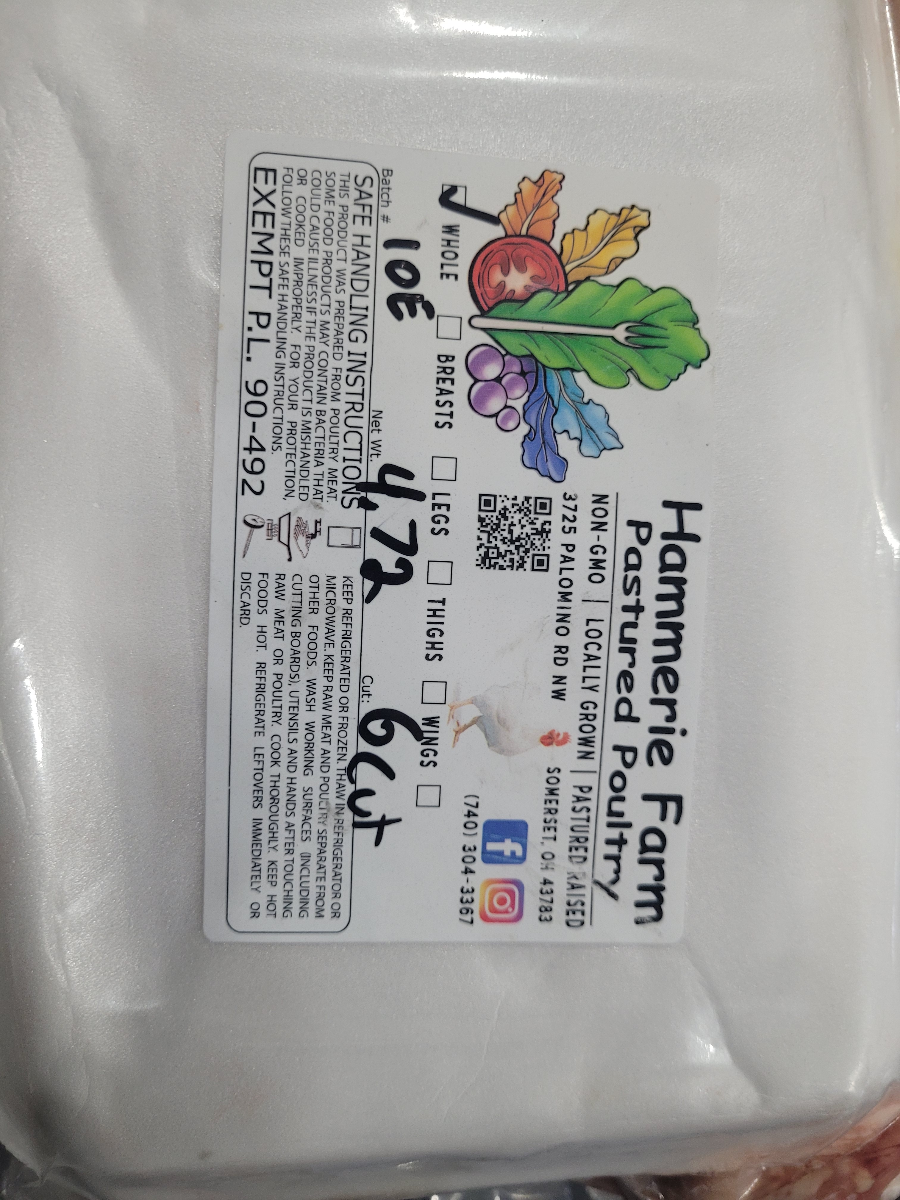 Hammerie Farm
Pastured Poultry
NON-GMO | LOCALLY GROWN | PASTURED RAISED
3725 PALOMINO RD NW SOMERSET, OH 43783
(740) 304-3367
WHOLE BREASTS LEGS THIGHS WINGS
Batch # 10E Net Wt. 4.72 Cut: 6 Cut
SAFE HANDLING INSTRUCTIONS
THIS PRODUCT WAS PREPARED FROM POULTRY MEAT.
SOME FOOD PRODUCTS MAY CONTAIN BACTERIA THAT
COULD CAUSE ILLNESS IF THE PRODUCT IS MISHANDLED
OR COOKED IMPROPERLY. FOR YOUR PROTECTION,
FOLLOW THESE SAFE HANDLING INSTRUCTIONS.
EXEMPT P.L. 90-492
KEEP REFRIGERATED OR FROZEN. THAW IN REFRIGERATOR OR
MICROWAVE. KEEP RAW MEAT AND POULTRY SEPARATE FROM
OTHER FOODS. WASH WORKING SURFACES (INCLUDING
CUTTING BOARDS), UTENSILS AND HANDS AFTER TOUCHING
RAW MEAT OR POULTRY. COOK THOROUGHLY. KEEP HOT
FOODS HOT. REFRIGERATE LEFTOVERS IMMEDIATELY OR
DISCARD.